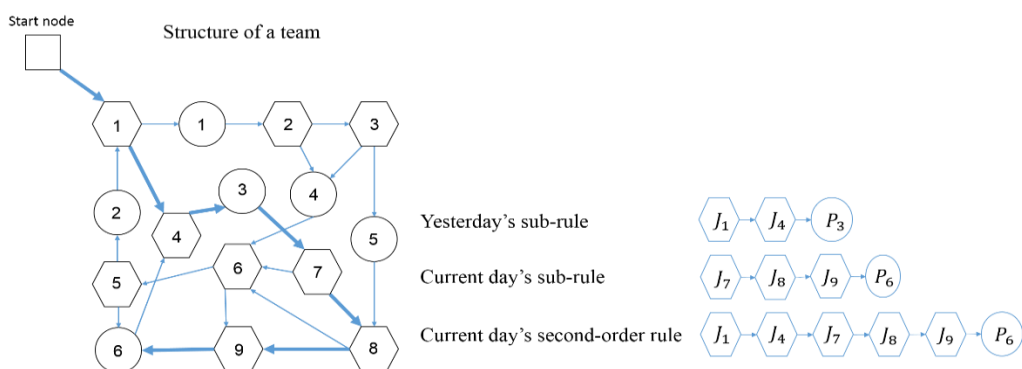 Start node
Structure of a team
1
1
2
3
3
4
2
4
5
6
7
5
6
9
8
Yesterday's sub-rule
J1 J4 P3
Current day's sub-rule
J7 J8 J9 P6
Current day's second-order rule
J1 J4 J7 J8 J9 P6